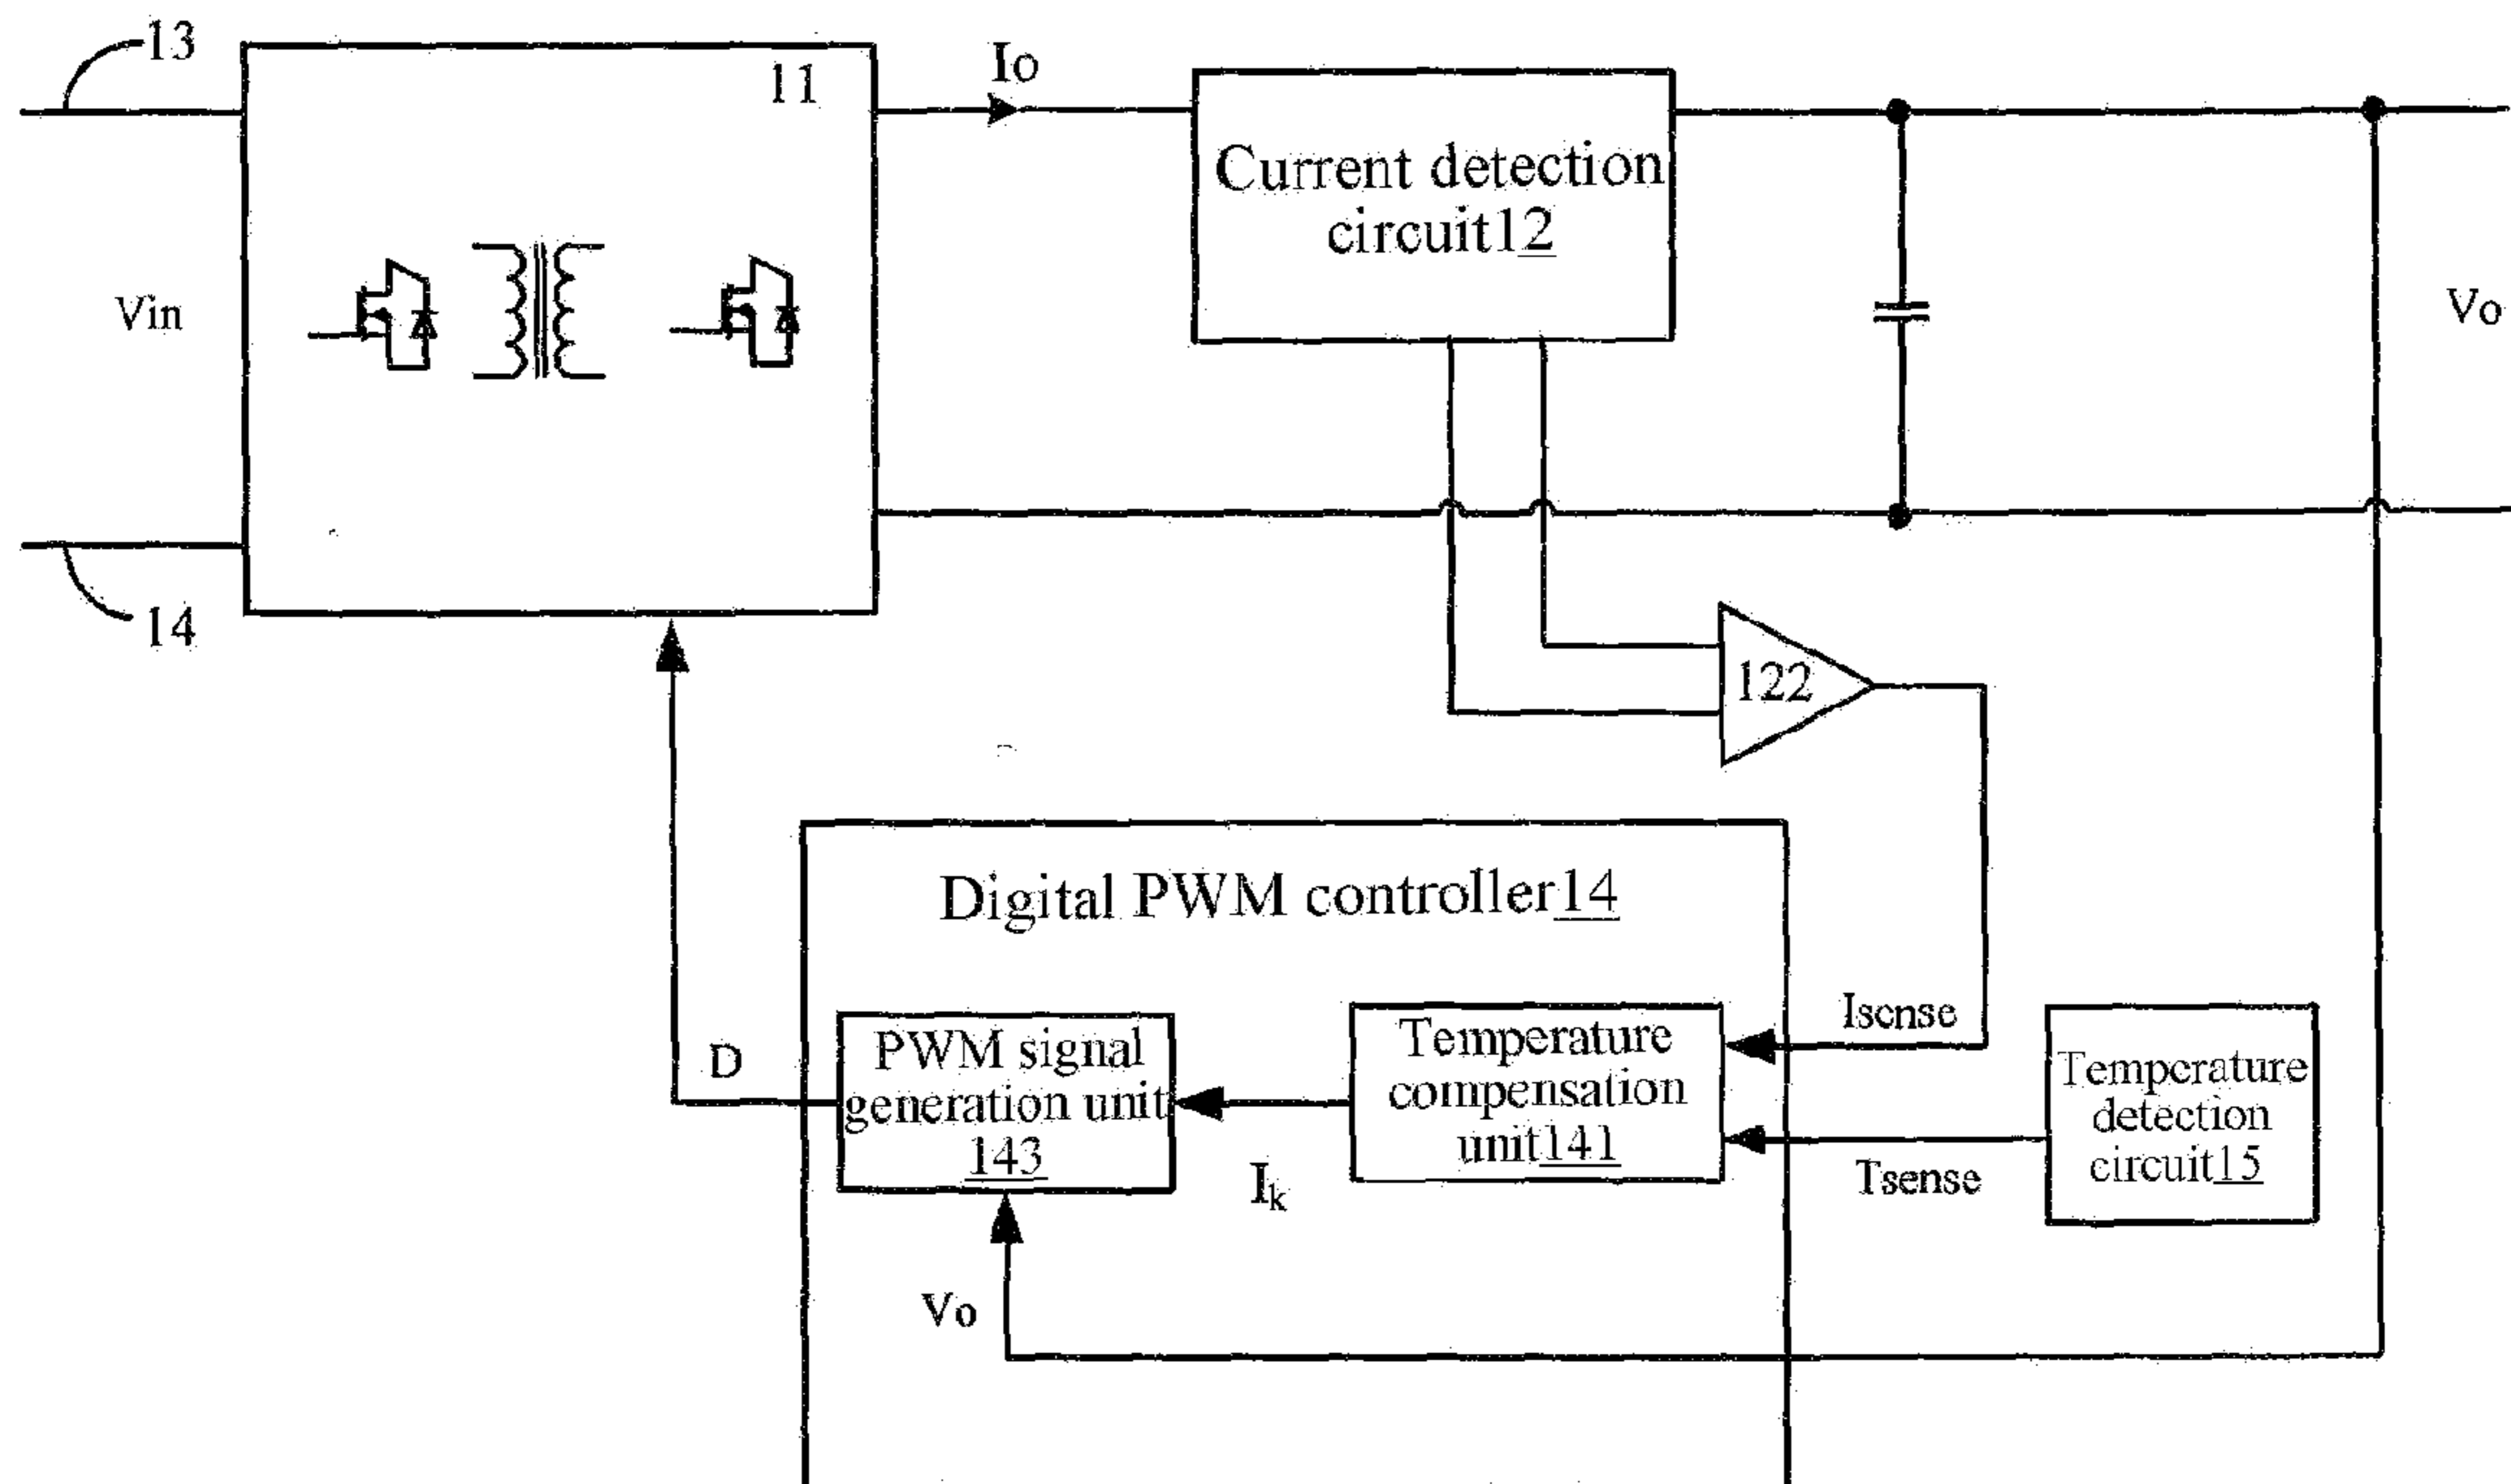 13
11
Io
Current detection
circuit12
Vin
Vo
14
122
Digital PWM controller14
Isense
PWM signal
generation unit
143
D
Temperature
compensation
unit141
Temperature
detection
circuit15
Ik
Tsense
Vo